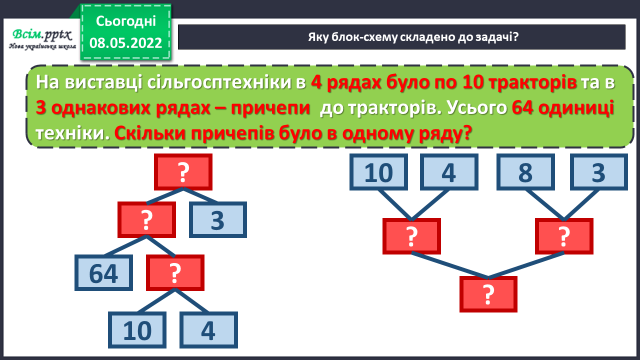 Всім.pptx
Нова українська школа
Сьогодні
08.05.2022
Яку блок-схему складено до задачі?
На виставці сільгосптехніки в 4 рядах було по 10 тракторів та в
3 однакових рядах – причепи до тракторів. Усього 64 одиниці
техніки. Скільки причепів було в одному ряду?
?
? 3
64 ?
10 4
10 4 8 3
? ?
?